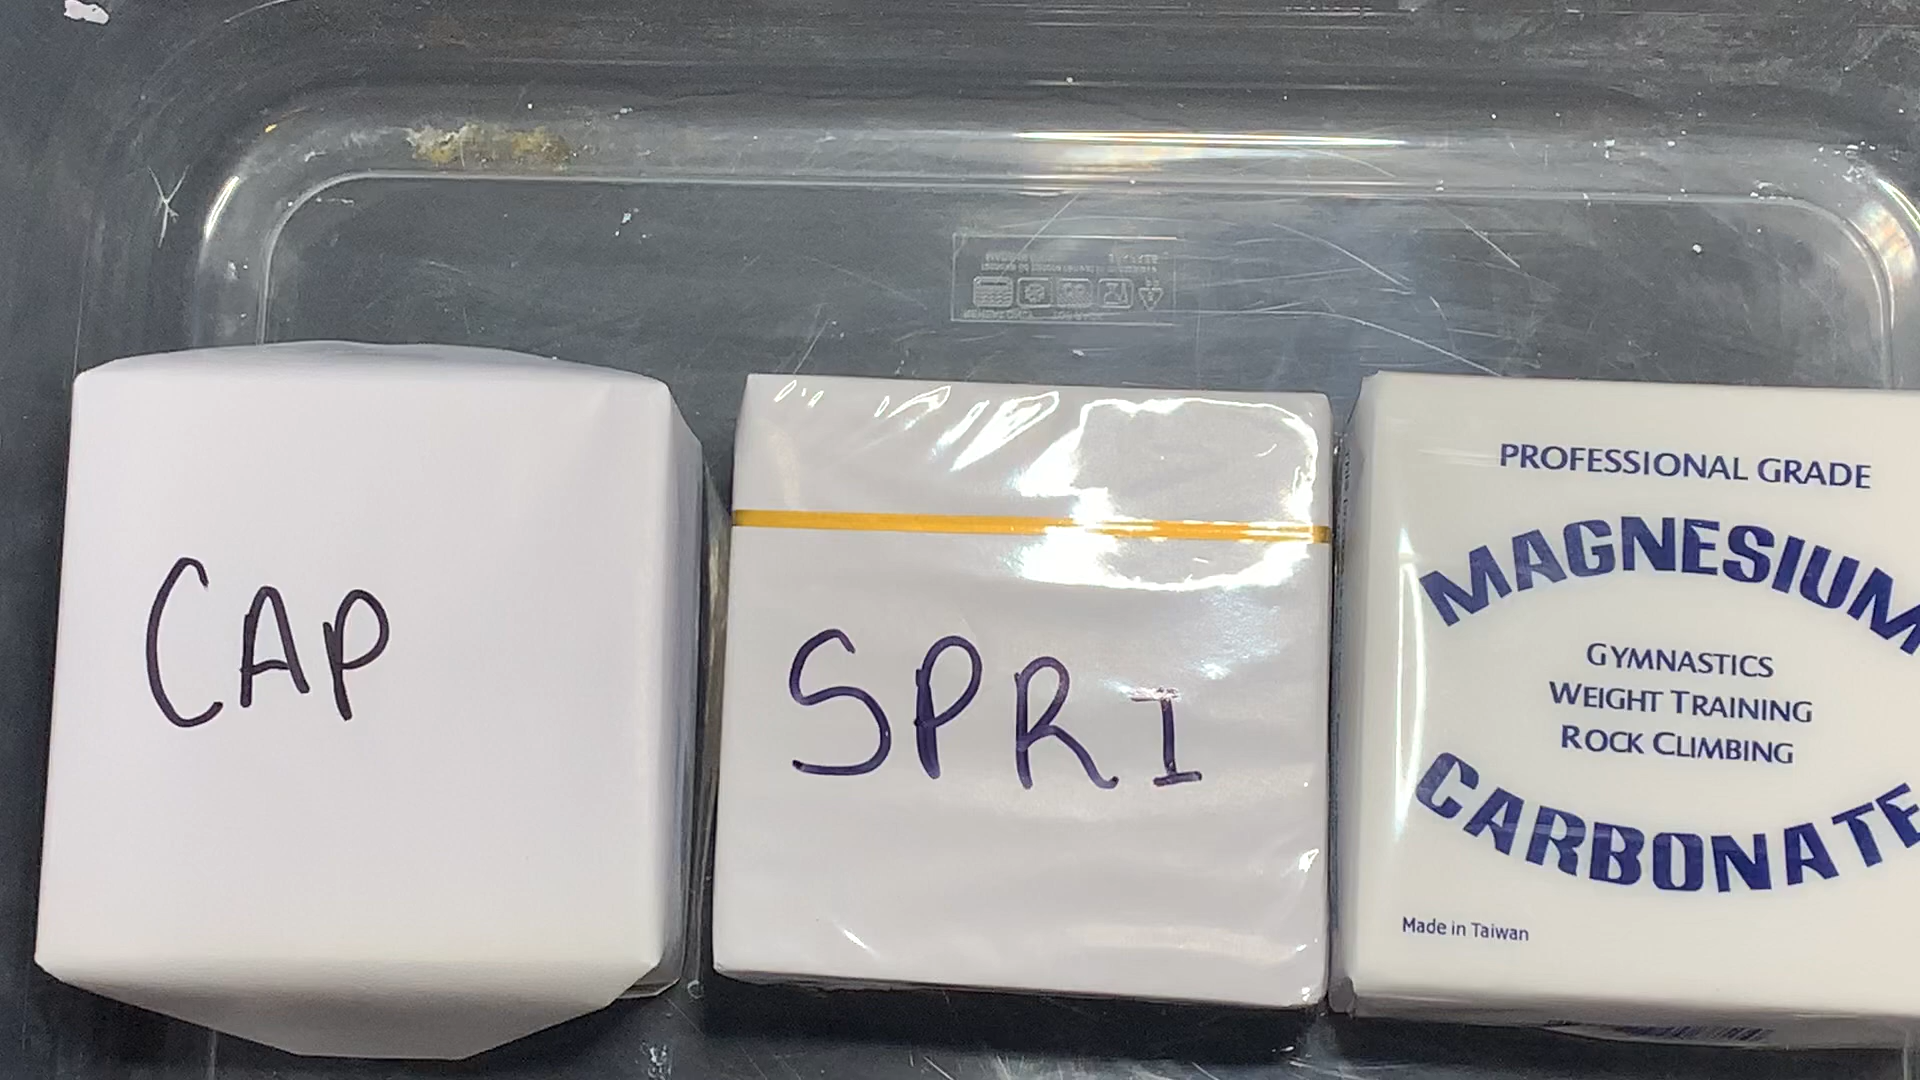 CAP
SPRI
PROFESSIONAL GRADE
MAGNESIUM
GYMNASTICS
WEIGHT TRAINING
ROCK CLIMBING
CARBONATE
Made in Taiwan